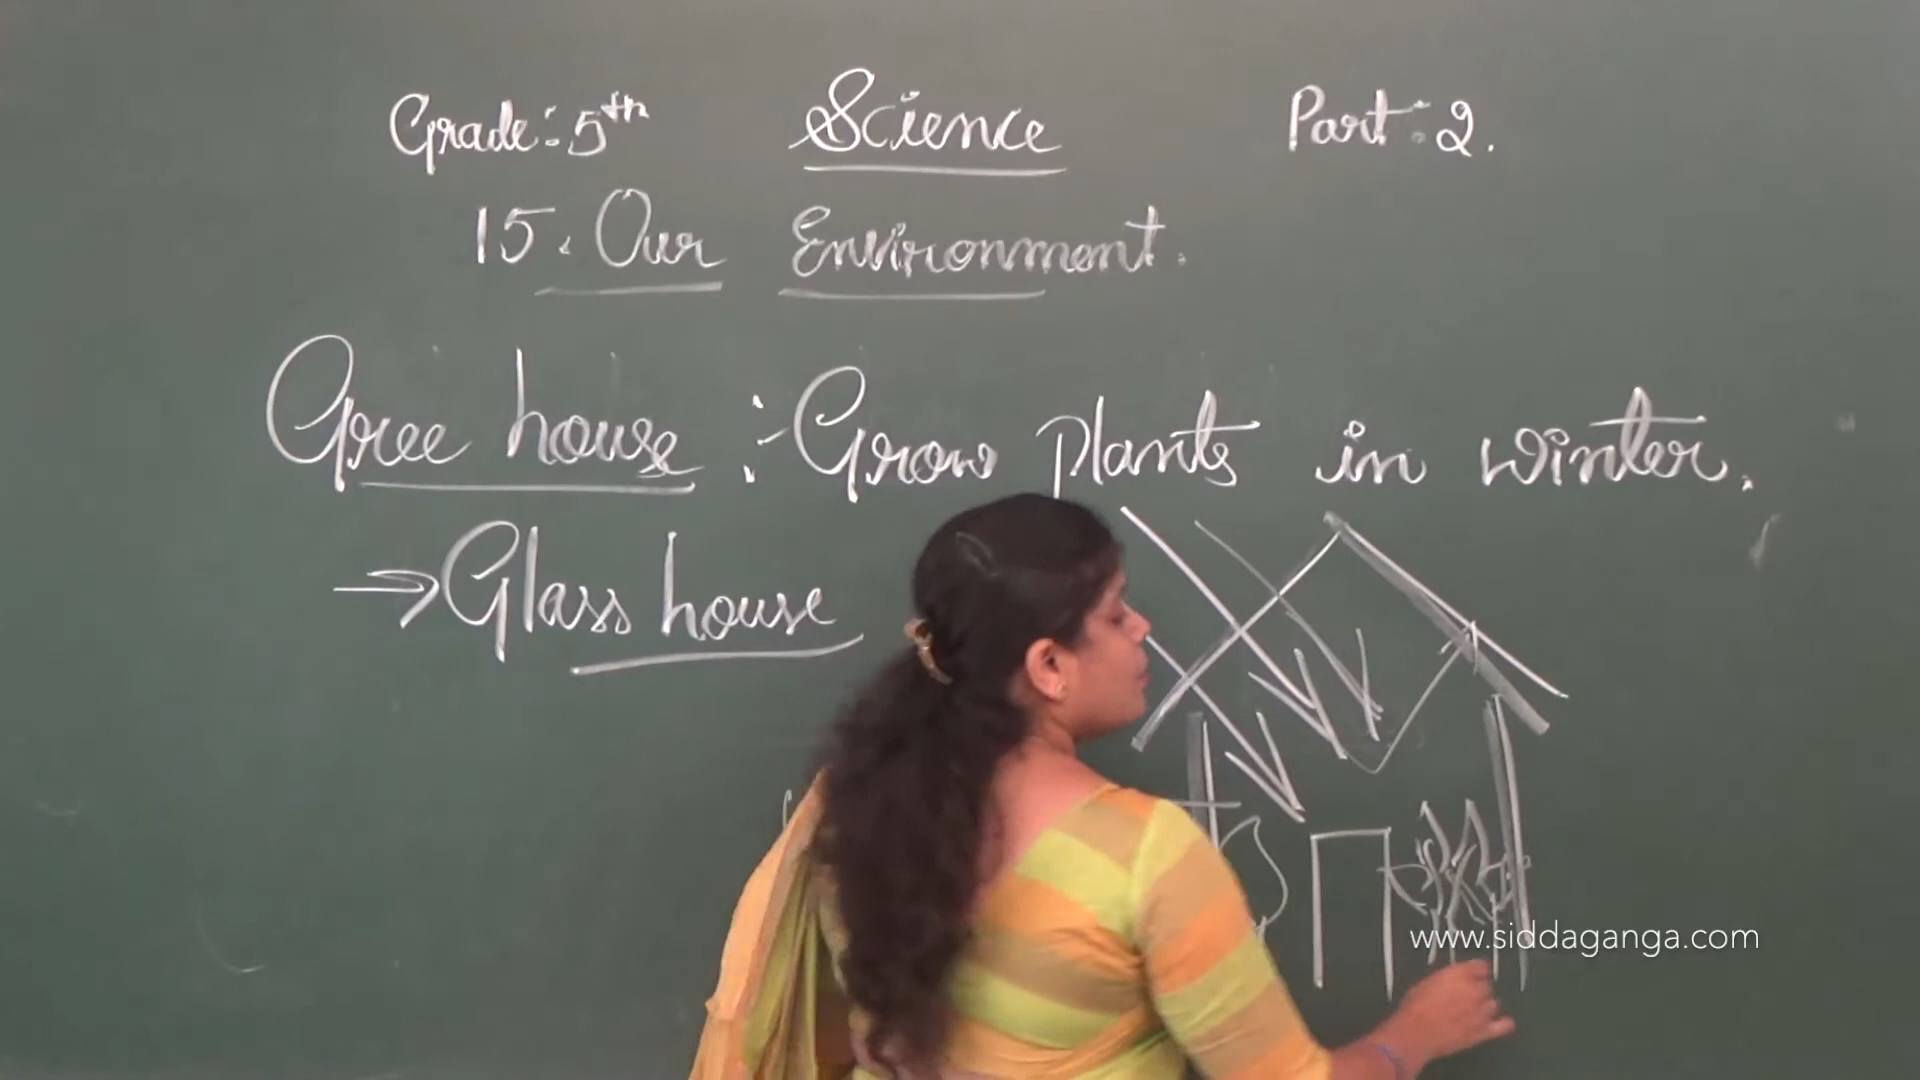 Grade: 5th Science Part: 2.
15. Our Environment.
Gree house : Grow plants in winter.
→ Glass house
www.siddaganga.com